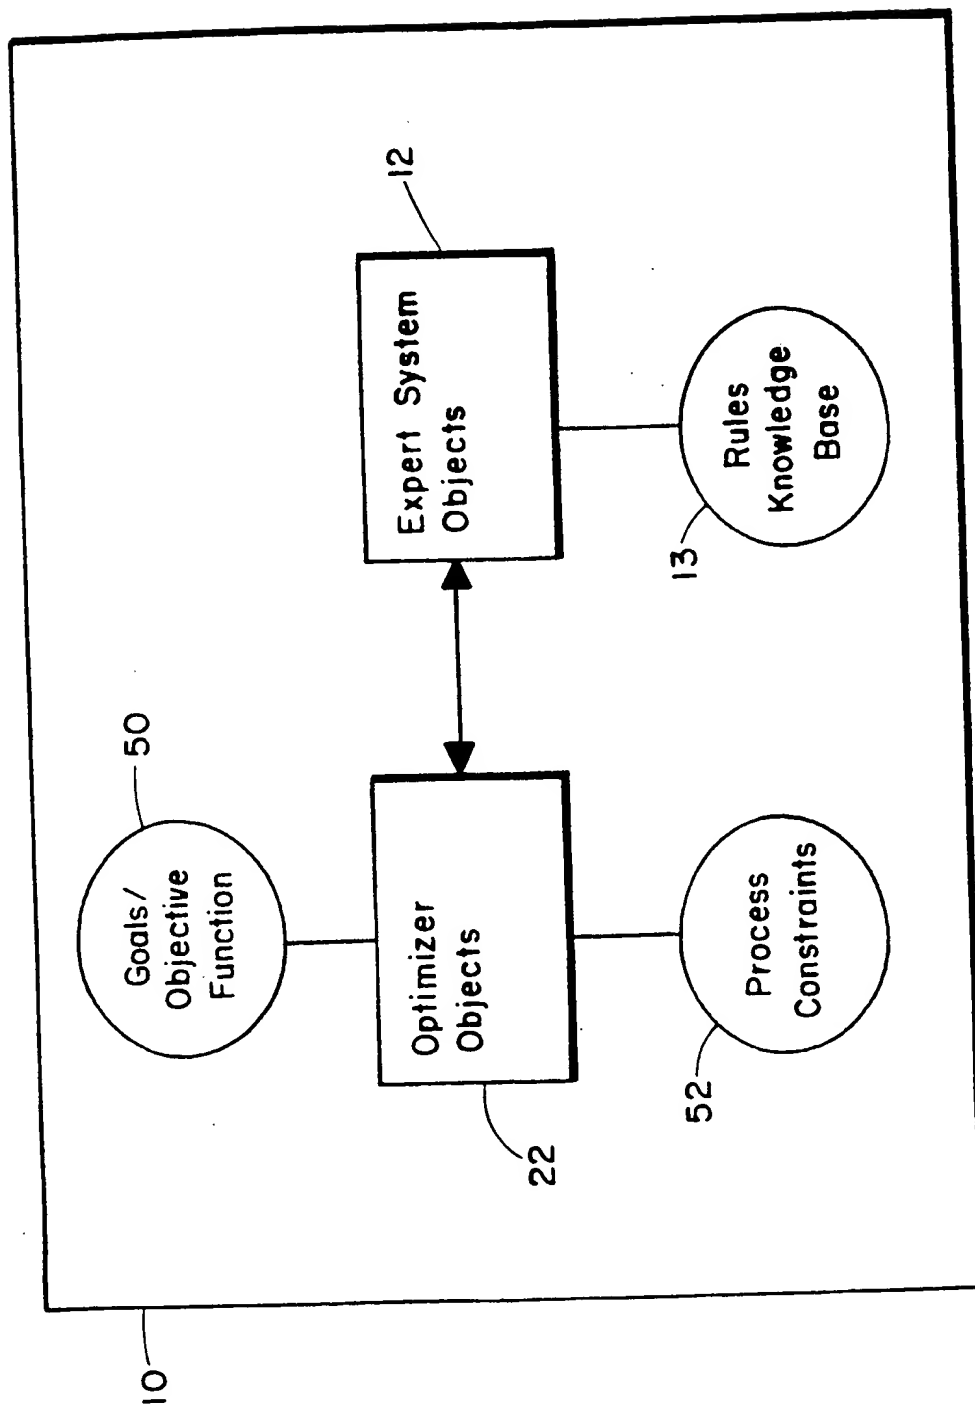 10
50
Goals/
Objective
Function
22
Optimizer
Objects
12
Expert System
Objects
52
Process
Constraints
13
Rules
Knowledge
Base